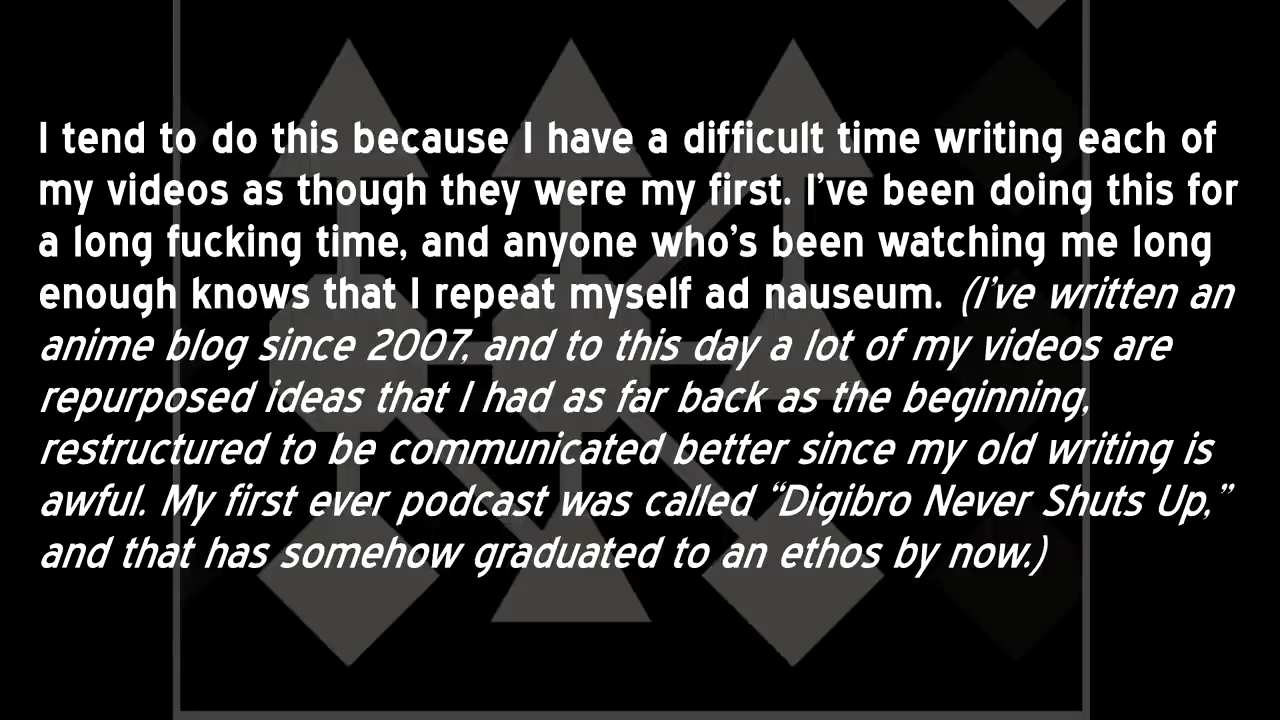 I tend to do this because I have a difficult time writing each of
my videos as though they were my first. I’ve been doing this for
a long fucking time, and anyone who’s been watching me long
enough knows that I repeat myself ad nauseum. (I’ve written an
anime blog since 2007, and to this day a lot of my videos are
repurposed ideas that I had as far back as the beginning,
restructured to be communicated better since my old writing is
awful. My first ever podcast was called “Digibro Never Shuts Up,”
and that has somehow graduated to an ethos by now.)